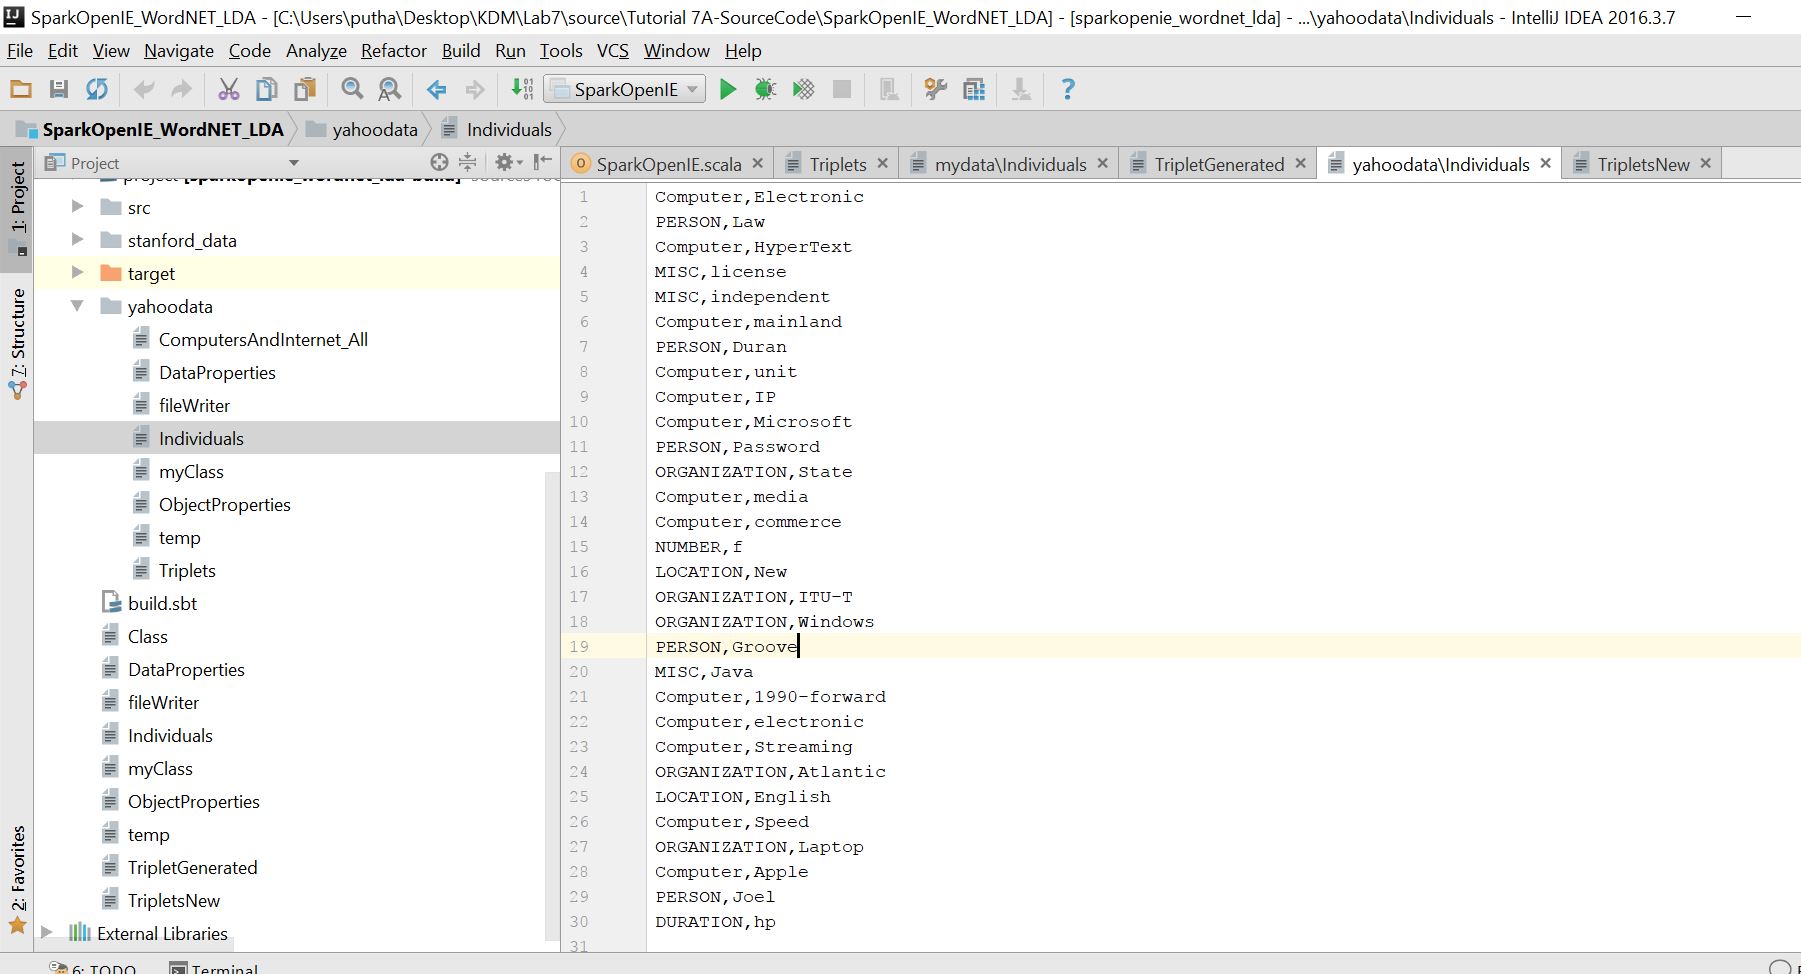 SparkOpenIE_WordNET_LDA - [C:\Users\putha\Desktop\KDM\Lab7\source\Tutorial 7A-SourceCode\SparkOpenIE_WordNET_LDA] - [sparkopenie_wordnet_lda] - ...\yahoodata\Individuals - IntelliJ IDEA 2016.3.7
File Edit View Navigate Code Analyze Refactor Build Run Tools VCS Window Help
SparkOpenIE
SparkOpenIE_WordNET_LDA yahoodata Individuals
Project
SparkOpenIE.scala Triplets mydata\Individuals TripletGenerated yahoodata\Individuals TripletsNew
1: Project
7: Structure
2: Favorites
project [sparkopenie_wordnet_lda-build]
src
stanford_data
target
yahoodata
ComputersAndInternet_All
DataProperties
fileWriter
Individuals
myClass
ObjectProperties
temp
Triplets
build.sbt
Class
DataProperties
fileWriter
Individuals
myClass
ObjectProperties
temp
TripletGenerated
TripletsNew
External Libraries
1 Computer,Electronic
2 PERSON,Law
3 Computer,HyperText
4 MISC,license
5 MISC,independent
6 Computer,mainland
7 PERSON,Duran
8 Computer,unit
9 Computer,IP
10 Computer,Microsoft
11 PERSON,Password
12 ORGANIZATION,State
13 Computer,media
14 Computer,commerce
15 NUMBER,f
16 LOCATION,New
17 ORGANIZATION,ITU-T
18 ORGANIZATION,Windows
19 PERSON,Groove
20 MISC,Java
21 Computer,1990-forward
22 Computer,electronic
23 Computer,Streaming
24 ORGANIZATION,Atlantic
25 LOCATION,English
26 Computer,Speed
27 ORGANIZATION,Laptop
28 Computer,Apple
29 PERSON,Joel
30 DURATION,hp
31
6: TODO Terminal